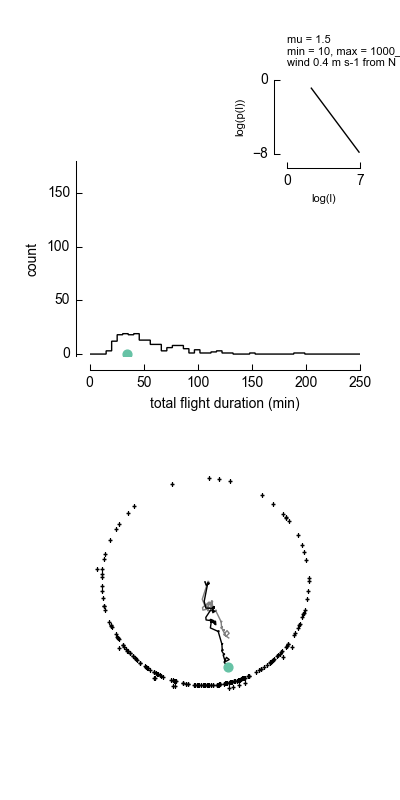 mu = 1.5
min = 10, max = 1000_
wind 0.4 m s-1 from N
0
log(p(l))
−8
0
7
log(l)
150
100
50
0
count
0
50
100
150
200
250
total flight duration (min)